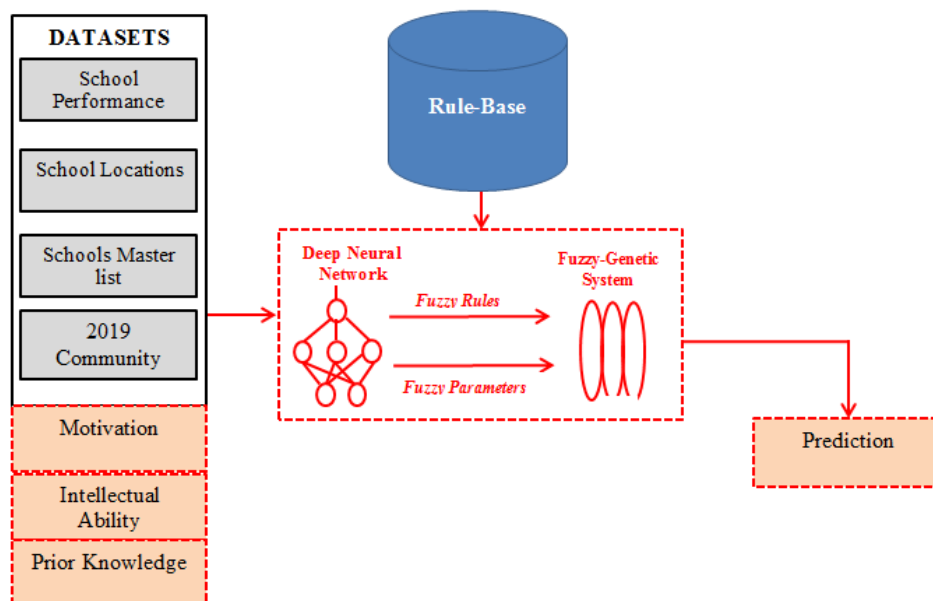 DATASETS
School
Performance
School Locations
Schools Master
list
2019
Community
Motivation
Intellectual
Ability
Prior Knowledge
Rule-Base
Deep Neural
Network
Fuzzy Rules
Fuzzy Parameters
Fuzzy-Genetic
System
Prediction